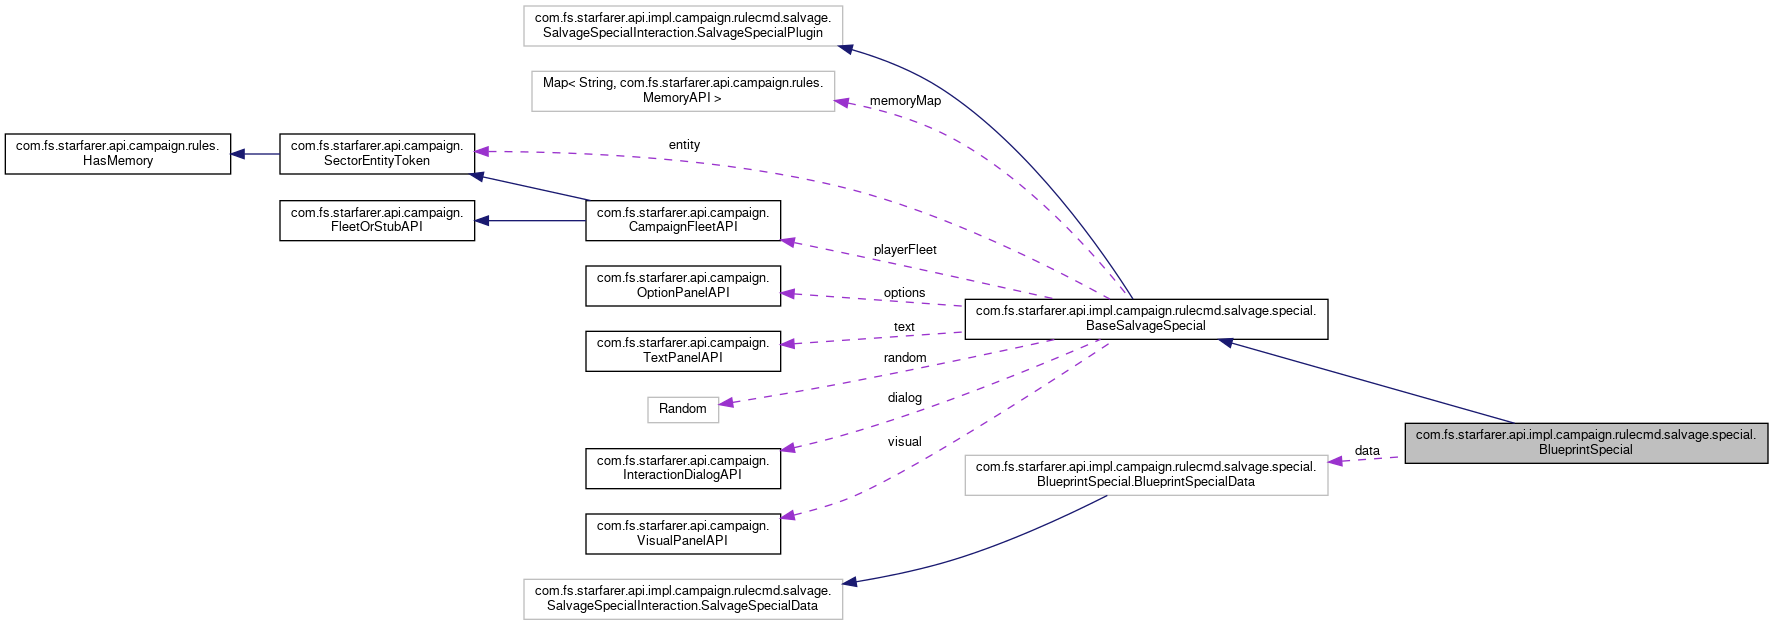 com.fs.starfarer.api.impl.campaign.rulecmd.salvage.
SalvageSpecialInteraction.SalvageSpecialPlugin
Map< String, com.fs.starfarer.api.campaign.rules.
MemoryAPI >
memoryMap
com.fs.starfarer.api.campaign.rules.
HasMemory
com.fs.starfarer.api.campaign.
SectorEntityToken
entity
com.fs.starfarer.api.campaign.
FleetOrStubAPI
com.fs.starfarer.api.campaign.
CampaignFleetAPI
playerFleet
com.fs.starfarer.api.campaign.
OptionPanelAPI
options
com.fs.starfarer.api.impl.campaign.rulecmd.salvage.special.
BaseSalvageSpecial
com.fs.starfarer.api.campaign.
TextPanelAPI
text
random
Random
dialog
com.fs.starfarer.api.campaign.
InteractionDialogAPI
visual
com.fs.starfarer.api.impl.campaign.rulecmd.salvage.special.
BlueprintSpecial
data
com.fs.starfarer.api.impl.campaign.rulecmd.salvage.special.
BlueprintSpecial.BlueprintSpecialData
com.fs.starfarer.api.campaign.
VisualPanelAPI
com.fs.starfarer.api.impl.campaign.rulecmd.salvage.
SalvageSpecialInteraction.SalvageSpecialData